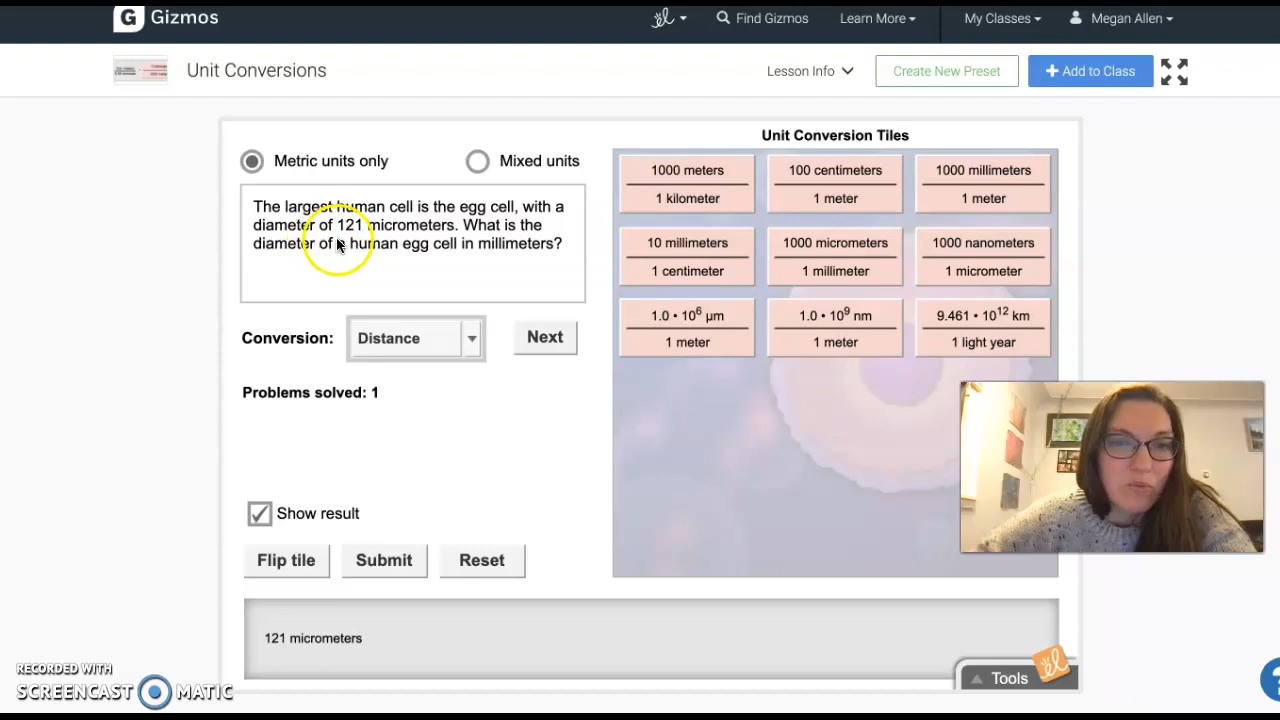 G Gizmos
Find Gizmos
Learn More
My Classes
Megan Allen
Unit Conversions
Lesson Info
Create New Preset
Add to Class
Metric units only
Mixed units
The largest human cell is the egg cell, with a
diameter of 121 micrometers. What is the
diameter of a human egg cell in millimeters?
Conversion:
Distance
Next
Problems solved: 1
Show result
Flip tile
Submit
Reset
121 micrometers
Unit Conversion Tiles
1000 meters
1 kilometer
100 centimeters
1 meter
1000 millimeters
1 meter
10 millimeters
1 centimeter
1000 micrometers
1 millimeter
1000 nanometers
1 micrometer
1.0 • 10⁶ µm
1 meter
1.0 • 10⁹ nm
1 meter
9.461 • 10¹² km
1 light year
Tools
RECORDED WITH
SCREENCAST MATIC
?